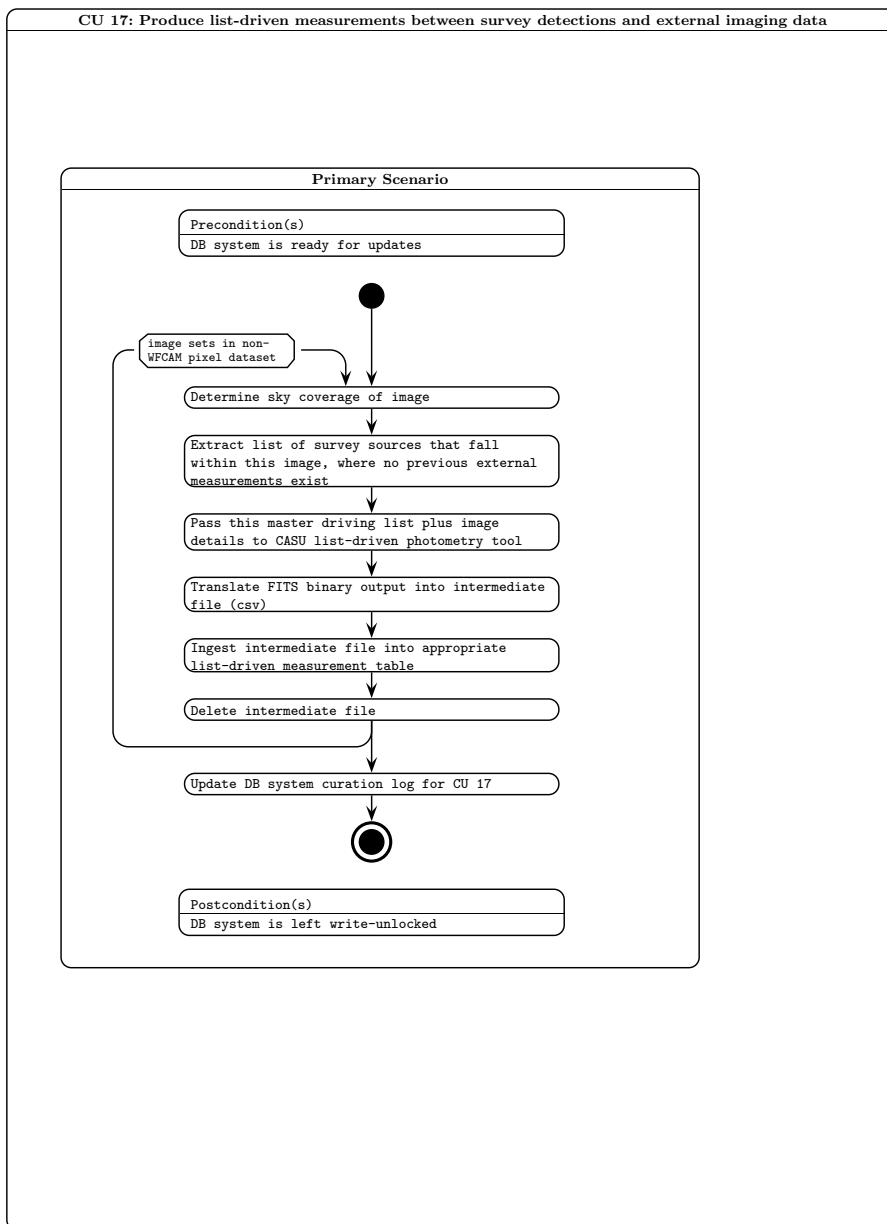 CU 17: Produce list-driven measurements between survey detections and external imaging data
Primary Scenario
Precondition(s)
DB system is ready for updates
image sets in non-
WFCAM pixel dataset
Determine sky coverage of image
Extract list of survey sources that fall
within this image, where no previous external
measurements exist
Pass this master driving list plus image
details to CASU list-driven photometry tool
Translate FITS binary output into intermediate
file (csv)
Ingest intermediate file into appropriate
list-driven measurement table
Delete intermediate file
Update DB system curation log for CU 17
Postcondition(s)
DB system is left write-unlocked